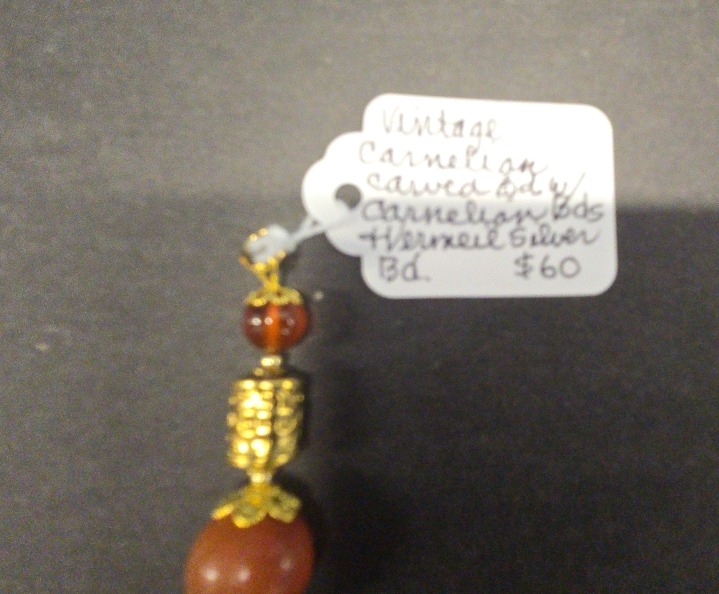 Vintage
Carnelian
carved Bd w/
Carnelian Bds
+ Vermeil Silver
Bd. $60